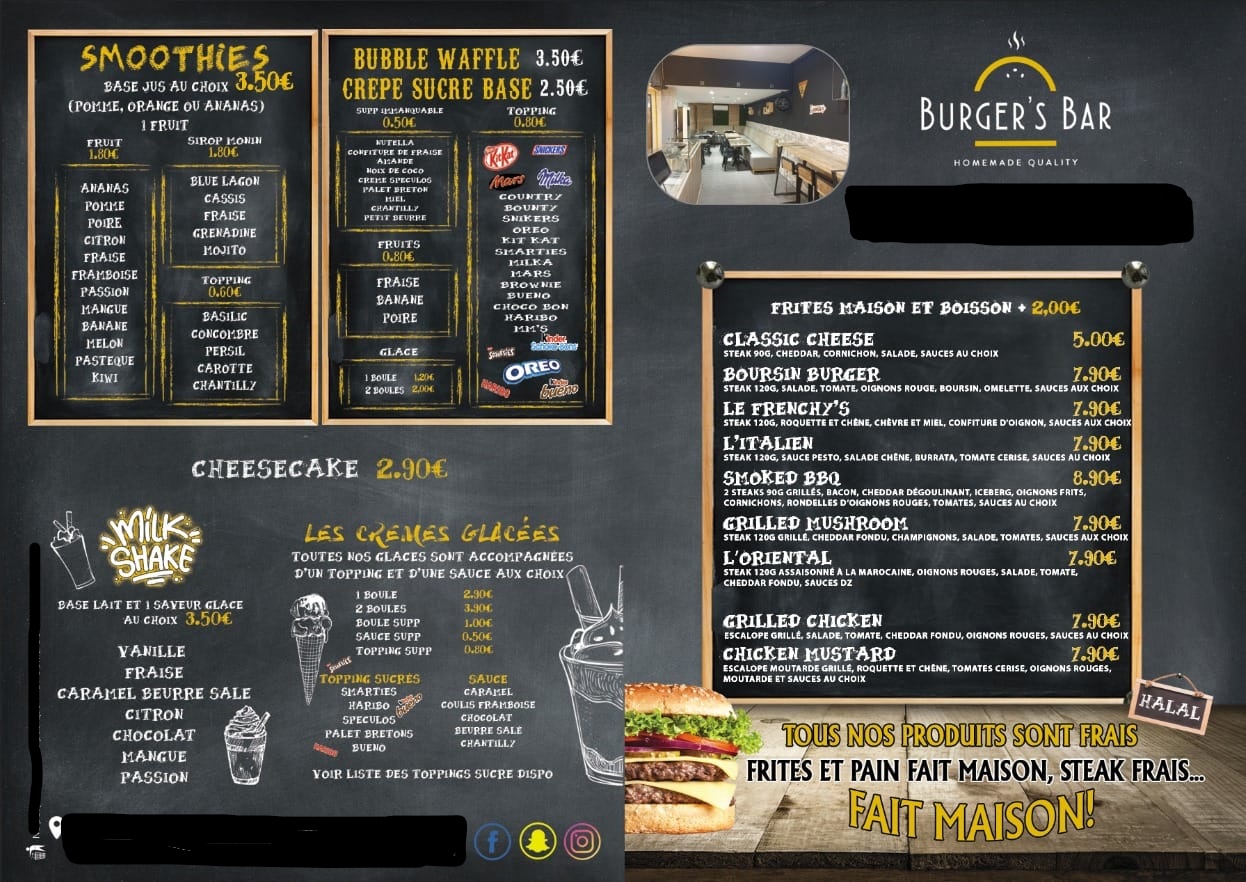 SMOOTHIES
BASE JUS AU CHOIX 3.50€
(POMME, ORANGE OU ANANAS)
1 FRUIT
FRUIT
1.80€
ANANAS
POMME
POIRE
CITRON
FRAISE
FRAMBOISE
PASSION
MANGUE
BANANE
MELON
PASTEQUE
KIWI
SIROP MONIN
1.80€
BLUE LAGON
CASSIS
FRAISE
GRENADINE
MOJITO
TOPPING
0.60€
BASILIC
CONCOMBRE
PERSIL
CAROTTE
CHANTILLY
BUBBLE WAFFLE 3.50€
CREPE SUCRE BASE 2.50€
SUPP IMMANQUABLE
0.50€
NUTELLA
CONFITURE DE FRAISE
AMANDE
NOIX DE COCO
CREME SPECULOS
PALET BRETON
MIEL
CHANTILLY
PETIT BEURRE
FRUITS
0.80€
FRAISE
BANANE
POIRE
GLACE
1 BOULE 1,20€
2 BOULES 2,00€
TOPPING
0.80€
KitKat
SNICKERS
Mars
Milka
COUNTRY
BOUNTY
SNIKERS
OREO
KIT KAT
SMARTIES
MILKA
MARS
BROWNIE
BUENO
CHOCO BON
HARIBO
MM'S
SMARTIES
Kinder
Schoko-Bons
OREO
HARIBO
Kinder
bueno
CHEESECAKE 2.90€
MILK
SHAKE
BASE LAIT ET 1 SAVEUR GLACE
AU CHOIX 3.50€
VANILLE
FRAISE
CARAMEL BEURRE SALE
CITRON
CHOCOLAT
MANGUE
PASSION
LES CREMES GLACÉES
TOUTES NOS GLACES SONT ACCOMPAGNÉES
D'UN TOPPING ET D'UNE SAUCE AUX CHOIX
1 BOULE 2.90€
2 BOULES 3.90€
BOULE SUPP 1.00€
SAUCE SUPP 0.50€
TOPPING SUPP 0.80€
SMARTIES
TOPPING SUCRÉS
SMARTIES
HARIBO
SPECULOS
PALET BRETONS
BUENO
Kinder
bueno
HARIBO
SAUCE
CARAMEL
COULIS FRAMBOISE
CHOCOLAT
BEURRE SALÉ
CHANTILLY
VOIR LISTE DES TOPPINGS SUCRE DISPO
BURGER'S BAR
HOMEMADE QUALITY
FRITES MAISON ET BOISSON + 2,00€
CLASSIC CHEESE 5.00€
STEAK 90G, CHEDDAR, CORNICHON, SALADE, SAUCES AU CHOIX
BOURSIN BURGER 7.90€
STEAK 120G, SALADE, TOMATE, OIGNONS ROUGE, BOURSIN, OMELETTE, SAUCES AUX CHOIX
LE FRENCHY'S 7.90€
STEAK 120G, ROQUETTE ET CHÊNE, CHÈVRE ET MIEL, CONFITURE D'OIGNON, SAUCES AUX CHOIX
L'ITALIEN 7.90€
STEAK 120G, SAUCE PESTO, SALADE CHÊNE, BURRATA, TOMATE CERISE, SAUCES AU CHOIX
SMOKED BBQ 8.90€
2 STEAKS 90G GRILLÉS, BACON, CHEDDAR DÉGOULINANT, ICEBERG, OIGNONS FRITS,
CORNICHONS, RONDELLES D'OIGNONS ROUGES, TOMATES, SAUCES AU CHOIX
GRILLED MUSHROOM 7.90€
STEAK 120G GRILLÉ, CHEDDAR FONDU, CHAMPIGNONS, SALADE, TOMATES, SAUCES AUX CHOIX
L'ORIENTAL 7.90€
STEAK 120G ASSAISONNÉ À LA MAROCAINE, OIGNONS ROUGES, SALADE, TOMATE,
CHEDDAR FONDU, SAUCES DZ
GRILLED CHICKEN 7.90€
ESCALOPE GRILLÉ, SALADE, TOMATE, CHEDDAR FONDU, OIGNONS ROUGES, SAUCES AU CHOIX
CHICKEN MUSTARD 7.90€
ESCALOPE MOUTARDE GRILLÉ, ROQUETTE ET CHÊNE, TOMATES CERISE, OIGNONS ROUGES,
MOUTARDE ET SAUCES AU CHOIX
HALAL
TOUS NOS PRODUITS SONT FRAIS
FRITES ET PAIN FAIT MAISON, STEAK FRAIS...
FAIT MAISON!